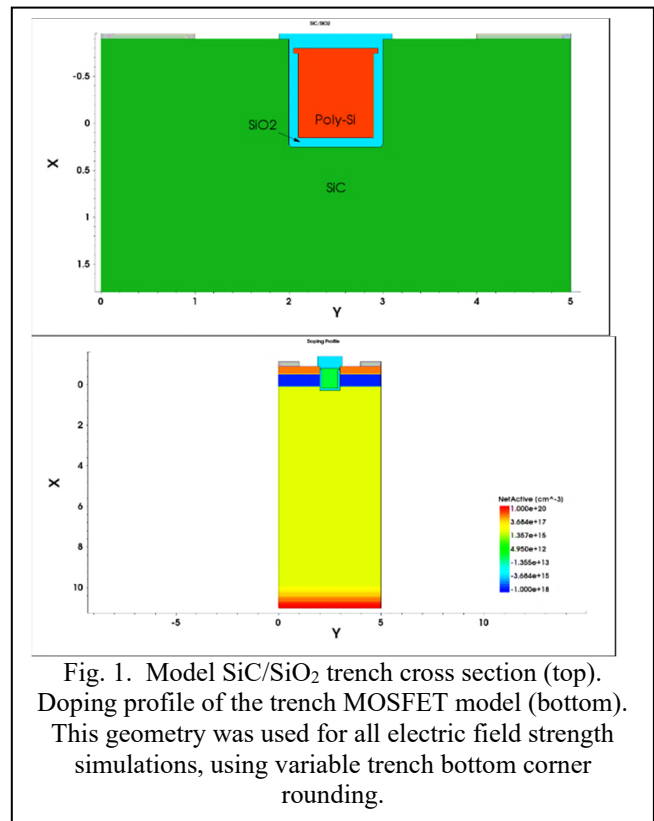 SiC/SiO2
-0.5
0
0.5
1
1.5
X
Poly-Si
SiO2
SiC
0 1 2 3 4 5
Y
Doping Profile
0
2
4
6
8
10
X
NetActive (cm^-3)
1.000e+20
3.684e+17
1.357e+15
4.950e+12
-1.355e+13
-3.684e+15
-1.000e+18
-5 0 5 10
Y
Fig. 1. Model SiC/SiO2 trench cross section (top).
Doping profile of the trench MOSFET model (bottom).
This geometry was used for all electric field strength
simulations, using variable trench bottom corner
rounding.